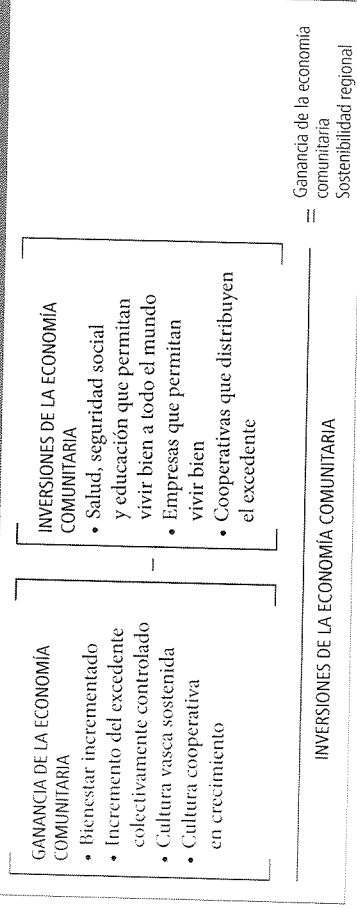 GANANCIA DE LA ECONOMÍA
COMUNITARIA
• Bienestar incrementado
• Incremento del excedente
colectivamente controlado
• Cultura vasca sostenida
• Cultura cooperativa
en crecimiento
—
INVERSIONES DE LA ECONOMÍA
COMUNITARIA
• Salud, seguridad social
y educación que permitan
vivir bien a todo el mundo
• Empresas que permitan
vivir bien
• Cooperativas que distribuyen
el excedente
INVERSIONES DE LA ECONOMÍA COMUNITARIA
=
Ganancia de la economía
comunitaria
Sostenibilidad regional